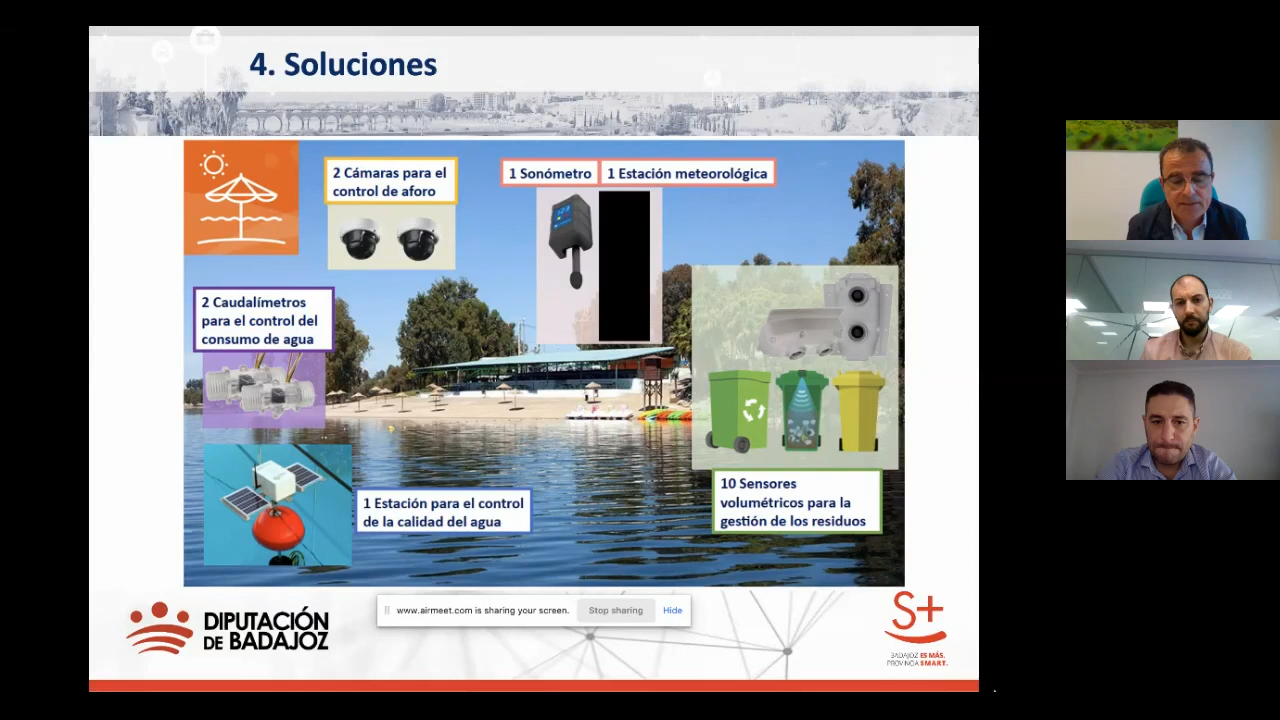 4. Soluciones
2 Cámaras para el
control de aforo
1 Sonómetro
1 Estación meteorológica
2 Caudalímetros
para el control del
consumo de agua
1 Estación para el control
de la calidad del agua
10 Sensores
volumétricos para la
gestión de los residuos
DIPUTACIÓN
DE BADAJOZ
www.airmeet.com is sharing your screen.
Stop sharing
Hide
S+
BADAJOZ ES MÁS.
PROVINCIA SMART.